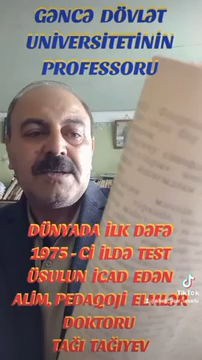 GƏNCƏ DÖVLƏT
UNİVERSİTETİNİN
PROFESSORU
TikTok
DÜNYADA İLK DƏFƏ
1975 - Cİ İLDƏ TEST
ÜSULUN İCAD EDƏN
ALİM, PEDAQOJİ ELMLƏR
DOKTORU
TAĞI TAĞIYEV